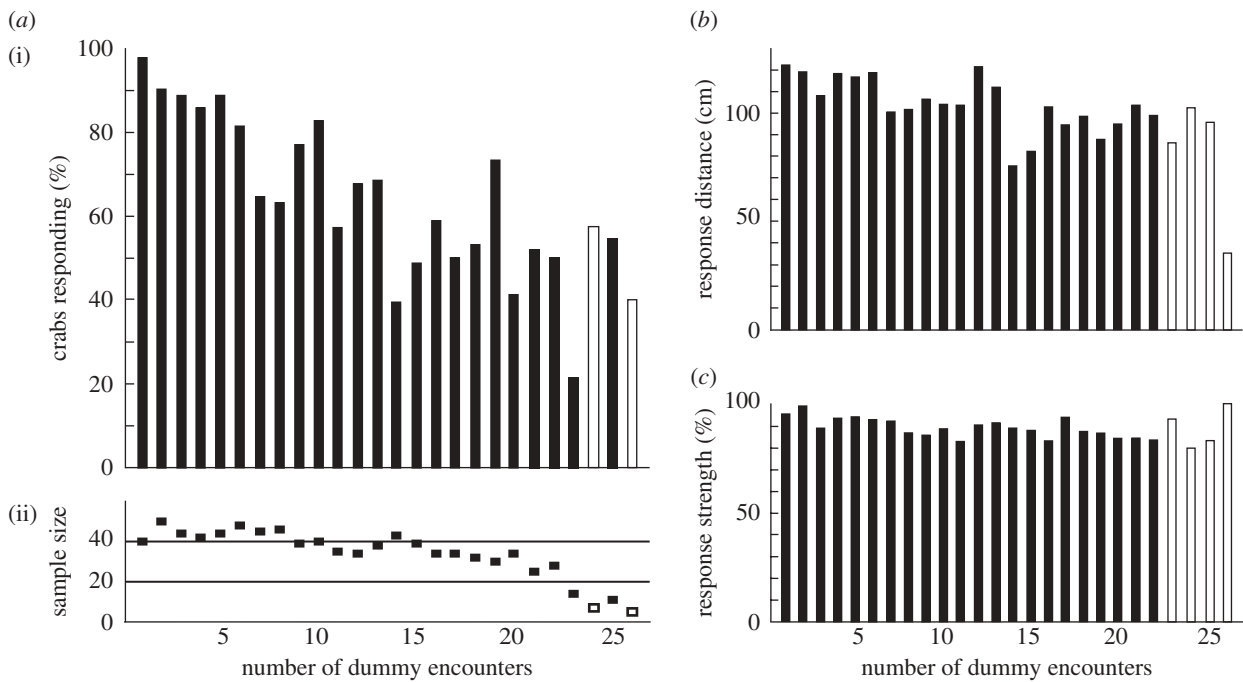 (a)
(i)
crabs responding (%)
100
80
60
40
20
0
(ii)
sample size
40
20
0
5 10 15 20 25
number of dummy encounters
(b)
response distance (cm)
100
50
0
(c)
response strength (%)
100
50
0
5 10 15 20 25
number of dummy encounters